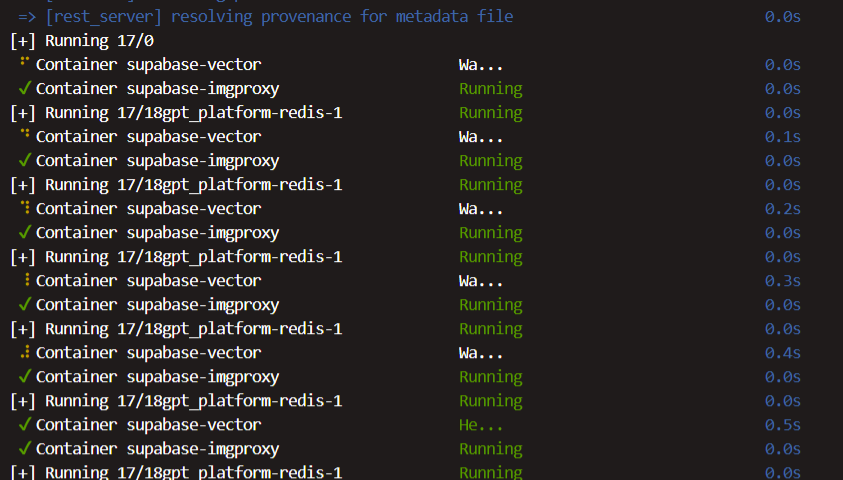 => [rest_server] resolving provenance for metadata file 0.0s
[+] Running 17/0
Container supabase-vector Wa... 0.0s
✓ Container supabase-imgproxy Running 0.0s
[+] Running 17/18gpt_platform-redis-1 Running 0.0s
Container supabase-vector Wa... 0.1s
✓ Container supabase-imgproxy Running 0.0s
[+] Running 17/18gpt_platform-redis-1 Running 0.0s
Container supabase-vector Wa... 0.2s
✓ Container supabase-imgproxy Running 0.0s
[+] Running 17/18gpt_platform-redis-1 Running 0.0s
Container supabase-vector Wa... 0.3s
✓ Container supabase-imgproxy Running 0.0s
[+] Running 17/18gpt_platform-redis-1 Running 0.0s
Container supabase-vector Wa... 0.4s
✓ Container supabase-imgproxy Running 0.0s
[+] Running 17/18gpt_platform-redis-1 Running 0.0s
✓ Container supabase-vector He... 0.5s
✓ Container supabase-imgproxy Running 0.0s
[+] Running 17/18gpt_platform-redis-1 Running 0.0s